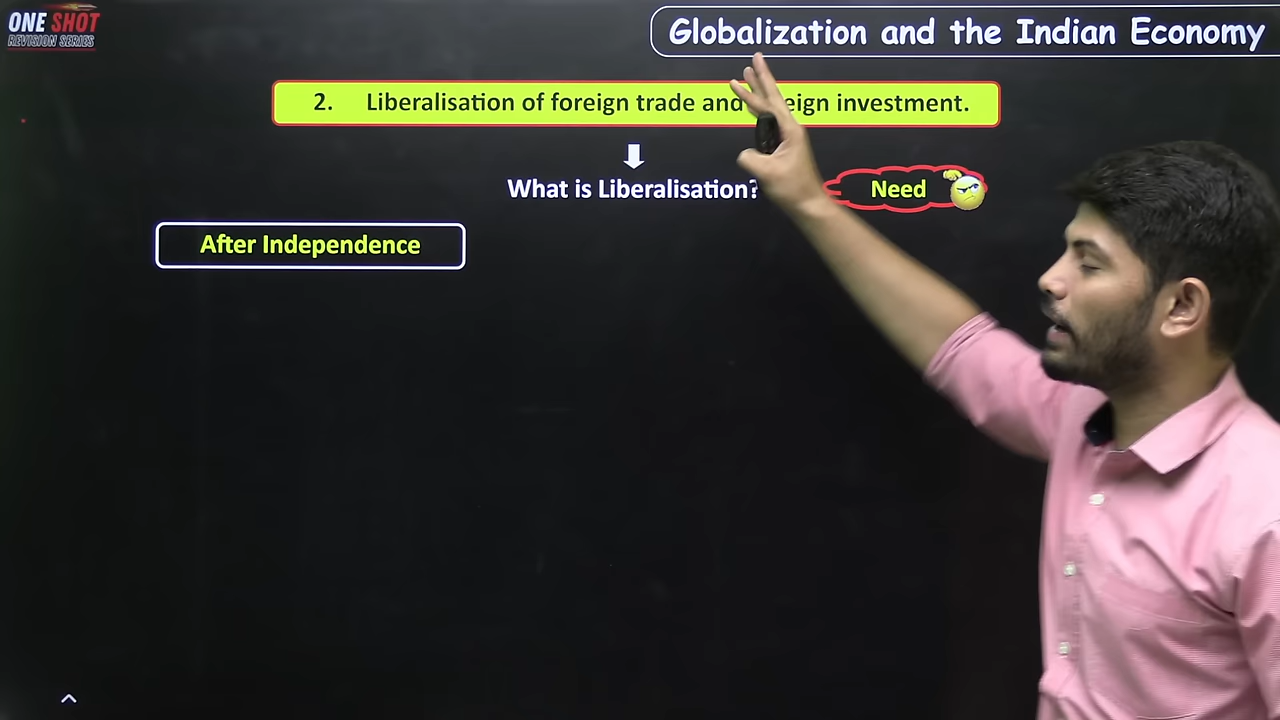 ONE SHOT
REVISION SERIES
Globalization and the Indian Economy
2. Liberalisation of foreign trade and eign investment.
What is Liberalisation?
Need
After Independence